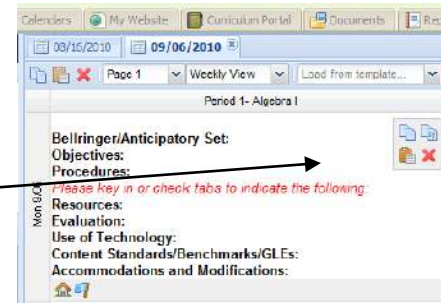 Calendars My Website Curriculum Portal Documents Re
08/16/2010 09/06/2010
Page 1 Weekly View Load from template...
Period 1- Algebra I
Bellringer/Anticipatory Set:
Objectives:
Procedures:
Please key in or check tabs to indicate the following:
Resources:
Evaluation:
Use of Technology:
Content Standards/Benchmarks/GLEs:
Accommodations and Modifications:
Mon 9/06